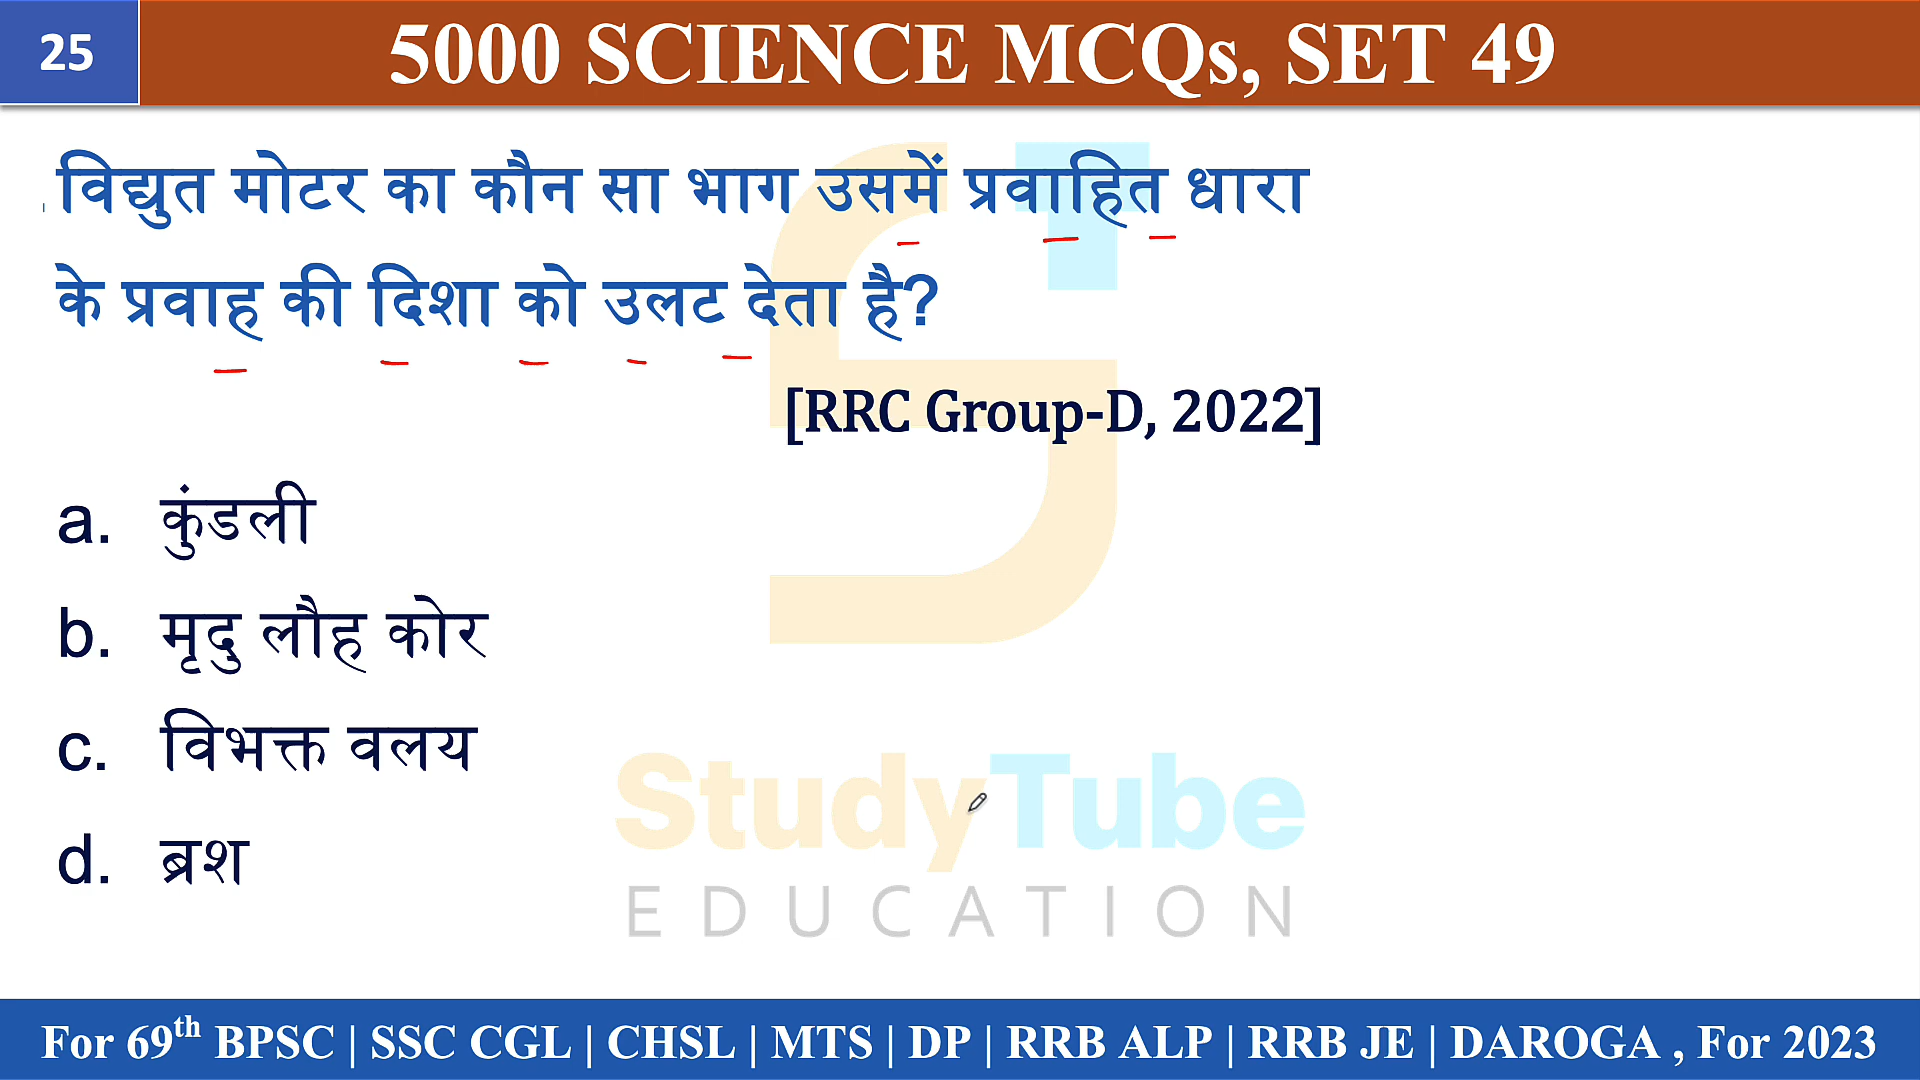 25
5000 SCIENCE MCQs, SET 49
विद्युत मोटर का कौन सा भाग उसमें प्रवाहित धारा
के प्रवाह की दिशा को उलट देता है?
[RRC Group-D, 2022]
a. कुंडली
b. मृदु लौह कोर
c. विभक्त वलय
d. ब्रश
StudyTube
EDUCATION
For 69th BPSC | SSC CGL | CHSL | MTS | DP | RRB ALP | RRB JE | DAROGA , For 2023